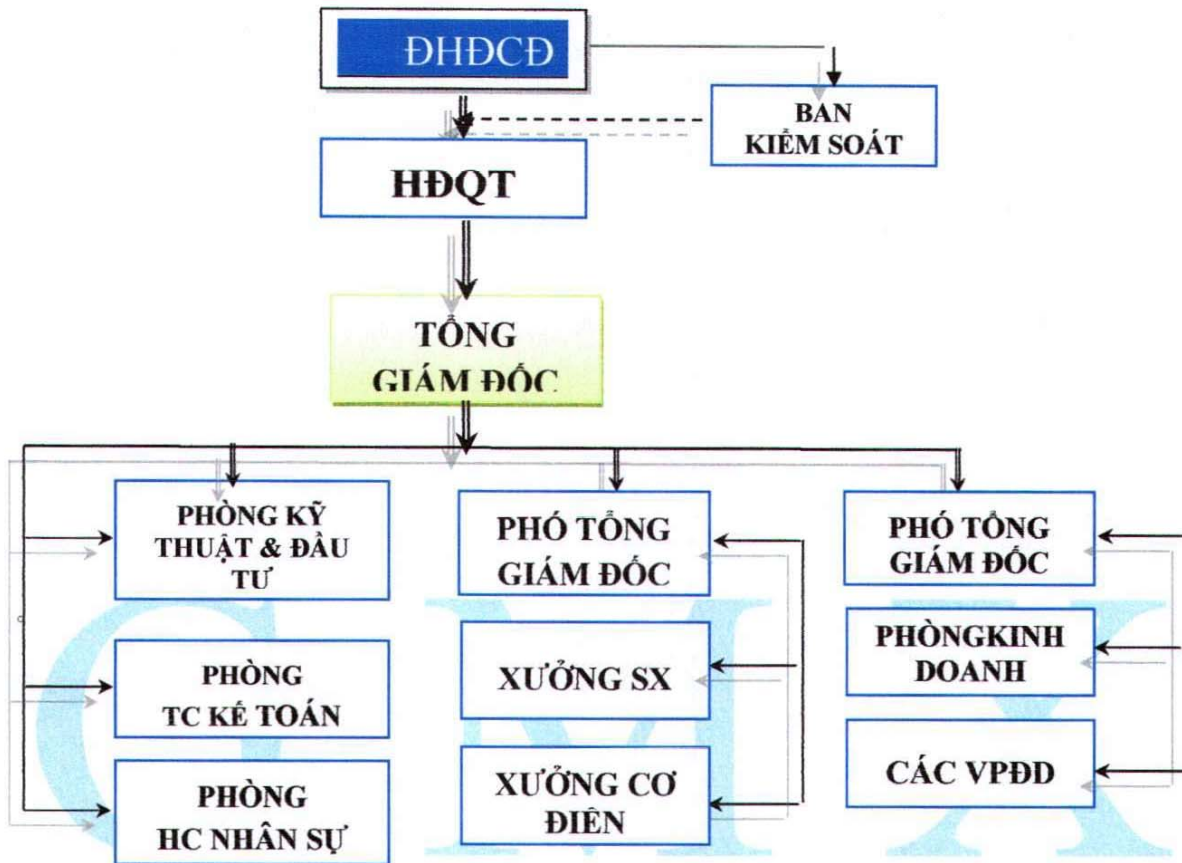 ĐHĐCĐ
BAN
KIỂM SOÁT
HĐQT
TỔNG
GIÁM ĐỐC
PHÒNG KỸ
THUẬT & ĐẦU
TƯ
PHÓ TỔNG
GIÁM ĐỐC
PHÓ TỔNG
GIÁM ĐỐC
PHÒNG
TC KẾ TOÁN
XƯỞNG SX
PHÒNGKINH
DOANH
PHÒNG
HC NHÂN SỰ
XƯỞNG CƠ
ĐIÊN
CÁC VPĐD
G M X